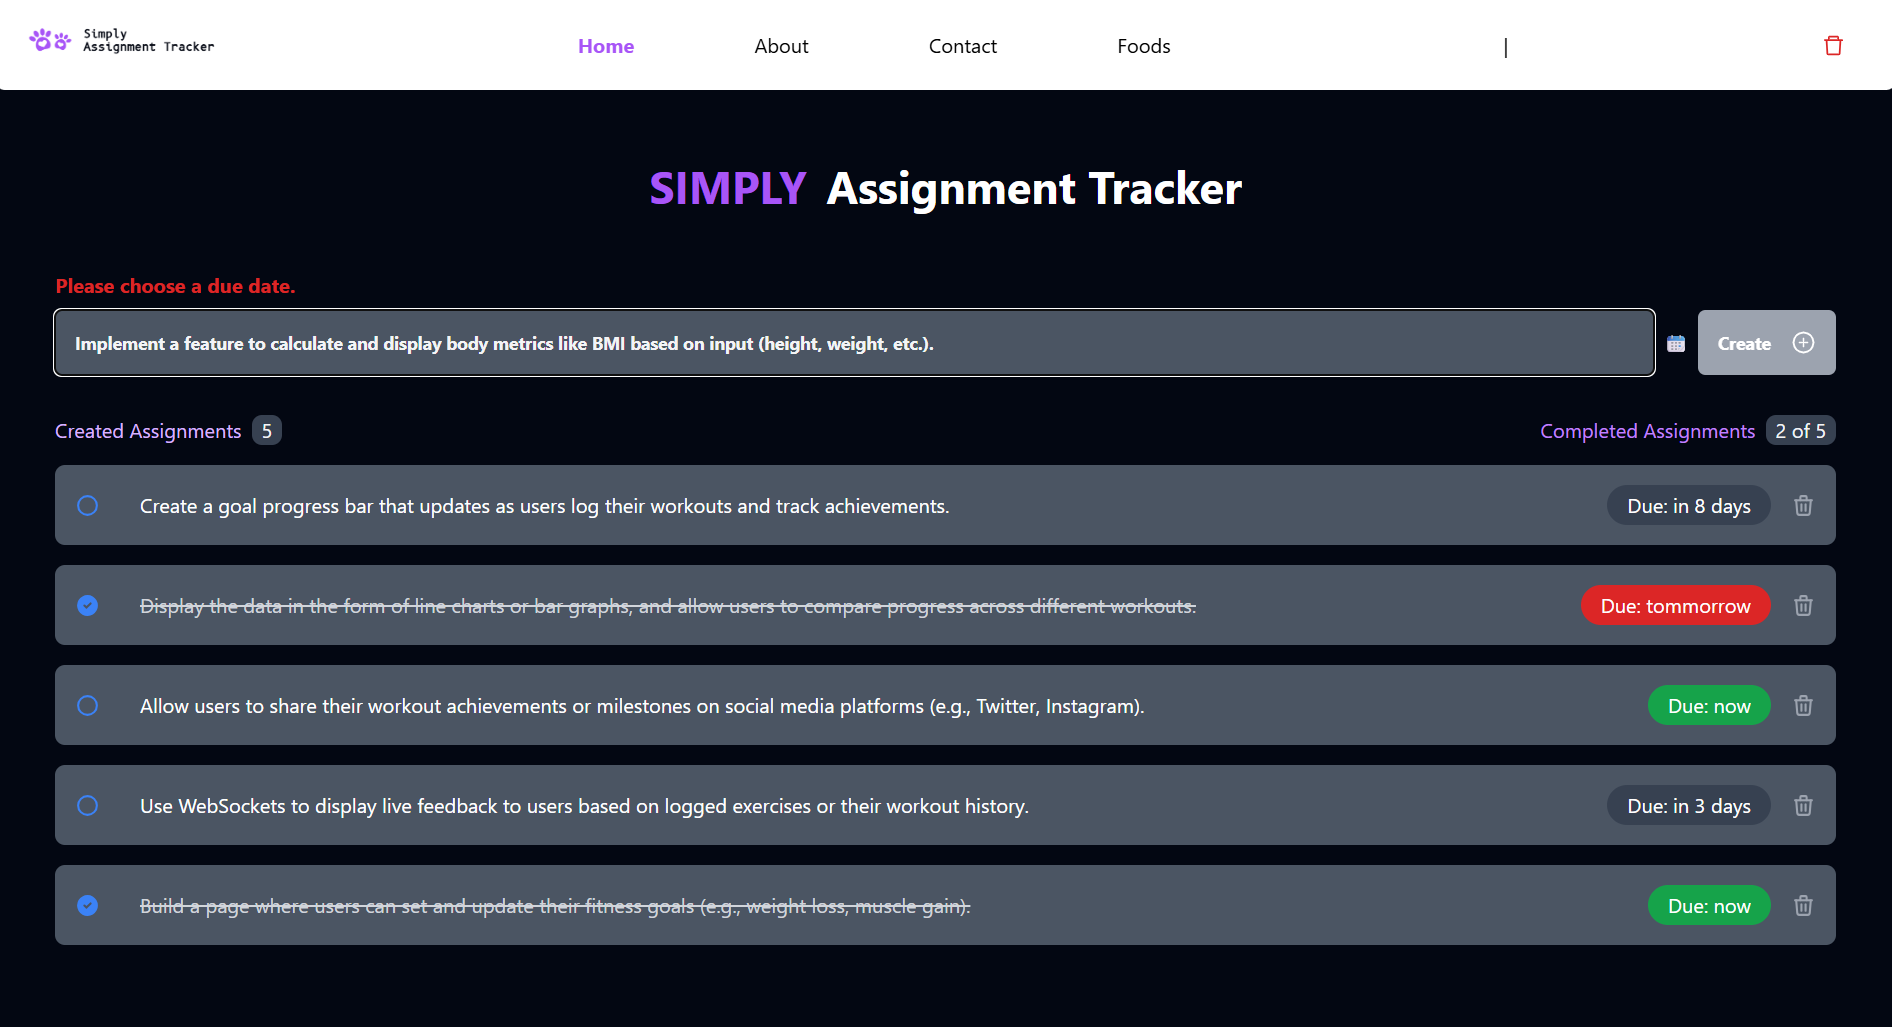 Simply
Assignment Tracker
Home
About
Contact
Foods
|
SIMPLY Assignment Tracker
Please choose a due date.
Implement a feature to calculate and display body metrics like BMI based on input (height, weight, etc.).
Create
Created Assignments 5
Completed Assignments 2 of 5
Create a goal progress bar that updates as users log their workouts and track achievements.
Due: in 8 days
Display the data in the form of line charts or bar graphs, and allow users to compare progress across different workouts.
Due: tommorrow
Allow users to share their workout achievements or milestones on social media platforms (e.g., Twitter, Instagram).
Due: now
Use WebSockets to display live feedback to users based on logged exercises or their workout history.
Due: in 3 days
Build a page where users can set and update their fitness goals (e.g., weight loss, muscle gain).
Due: now